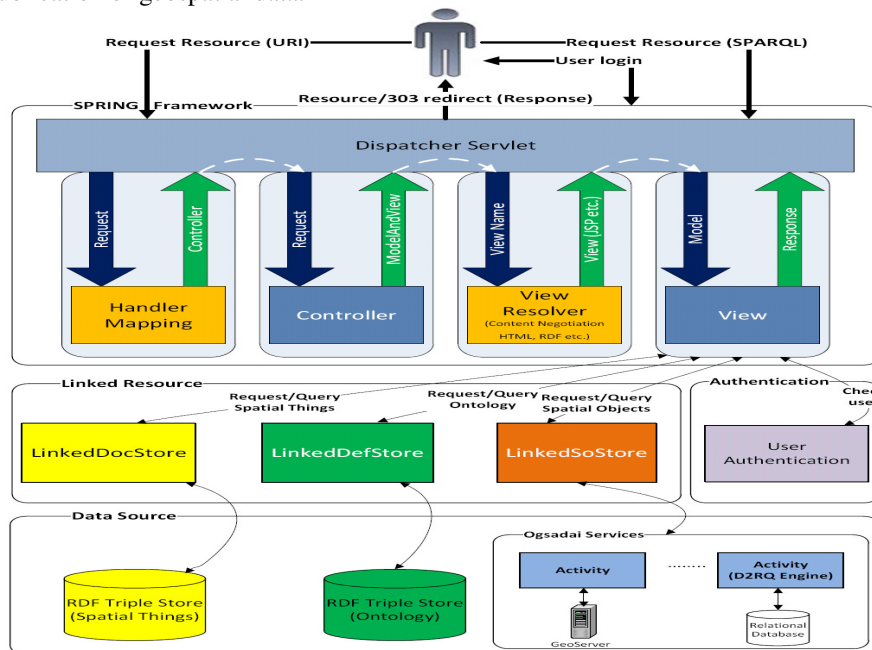 Request Resource (URI)
Request Resource (SPARQL)
User login
Resource/303 redirect (Response)
SPRING Framework
Dispatcher Servlet
Request
Controller
Request
ModelAndView
View Name
View (JSP etc.)
Model
Response
Handler
Mapping
Controller
View
Resolver
(Content Negotiation
HTML, RDF etc.)
View
Linked Resource
Request/Query
Spatial Things
Request/Query
Ontology
Request/Query
Spatial Objects
Authentication
LinkedDocStore
LinkedDefStore
LinkedSoStore
User
Authentication
Data Source
RDF Triple Store
(Spatial Things)
RDF Triple Store
(Ontology)
Ogsadai Services
Activity
........
Activity
(D2RQ Engine)
GeoServer
Relational
Database